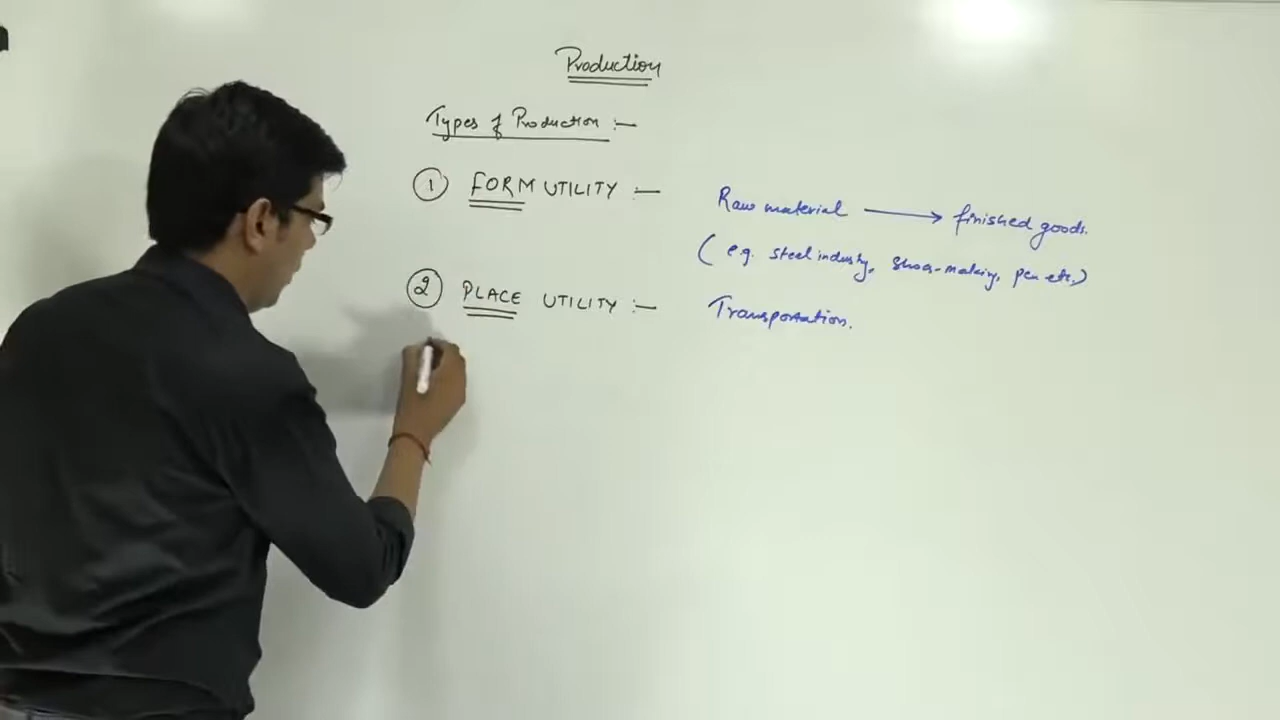 Production
Types of Production :-
① FORM UTILITY :- Raw material → finished goods.
(e.g. steel industy, shoe-making, pen etc.)
② PLACE UTILITY :- Transportation.